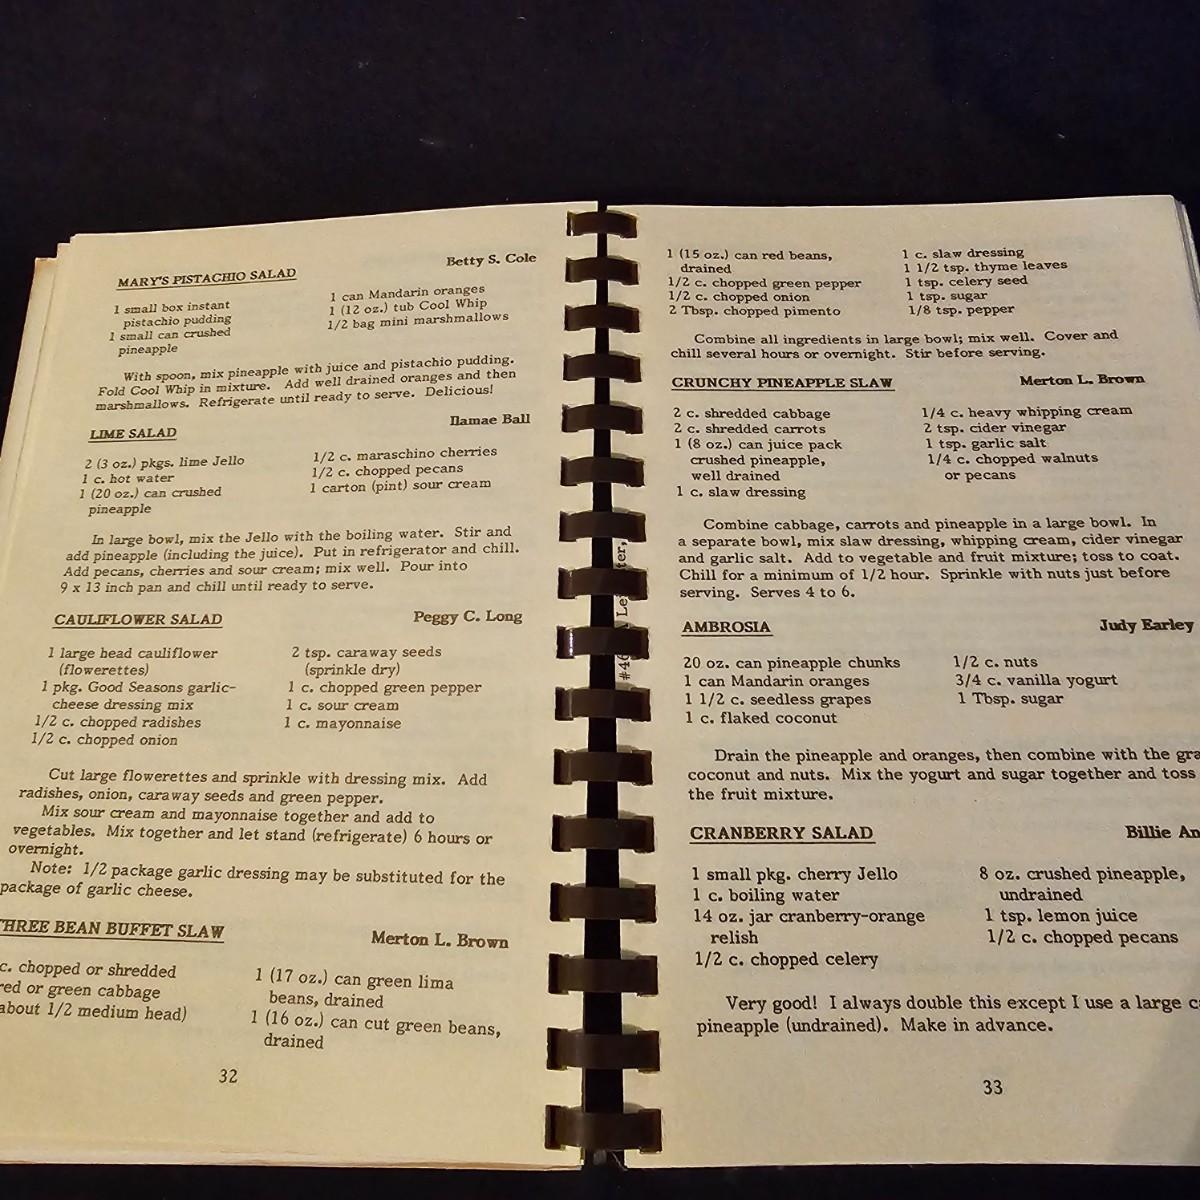 Betty S. Cole
MARY'S PISTACHIO SALAD
1 small box instant
pistachio pudding
1 small can crushed
pineapple
1 can Mandarin oranges
1 (12 oz.) tub Cool Whip
1/2 bag mini marshmallows
With spoon, mix pineapple with juice and pistachio pudding.
Fold Cool Whip in mixture. Add well drained oranges and then
marshmallows. Refrigerate until ready to serve. Delicious!
LIME SALAD
Ilamae Ball
2 (3 oz.) pkgs. lime Jello
1 c. hot water
1 (20 oz.) can crushed
pineapple
1/2 c. maraschino cherries
1/2 c. chopped pecans
1 carton (pint) sour cream
In large bowl, mix the Jello with the boiling water. Stir and
add pineapple (including the juice). Put in refrigerator and chill.
Add pecans, cherries and sour cream; mix well. Pour into
9 x 13 inch pan and chill until ready to serve.
CAULIFLOWER SALAD
Peggy C. Long
1 large head cauliflower
(flowerettes)
1 pkg. Good Seasons garlic-
cheese dressing mix
1/2 c. chopped radishes
1/2 c. chopped onion
2 tsp. caraway seeds
(sprinkle dry)
1 c. chopped green pepper
1 c. sour cream
1 c. mayonnaise
Cut large flowerettes and sprinkle with dressing mix. Add
radishes, onion, caraway seeds and green pepper.
Mix sour cream and mayonnaise together and add to
vegetables. Mix together and let stand (refrigerate) 6 hours or
overnight.
Note: 1/2 package garlic dressing may be substituted for the
package of garlic cheese.
THREE BEAN BUFFET SLAW
Merton L. Brown
c. chopped or shredded
red or green cabbage
about 1/2 medium head)
1 (17 oz.) can green lima
beans, drained
1 (16 oz.) can cut green beans,
drained
32
1 (15 oz.) can red beans,
drained
1/2 c. chopped green pepper
1/2 c. chopped onion
2 Tbsp. chopped pimento
1 c. slaw dressing
1 1/2 tsp. thyme leaves
1 tsp. celery seed
1 tsp. sugar
1/8 tsp. pepper
Combine all ingredients in large bowl; mix well. Cover and
chill several hours or overnight. Stir before serving.
CRUNCHY PINEAPPLE SLAW
Merton L. Brown
2 c. shredded cabbage
2 c. shredded carrots
1 (8 oz.) can juice pack
crushed pineapple,
well drained
1 c. slaw dressing
1/4 c. heavy whipping cream
2 tsp. cider vinegar
1 tsp. garlic salt
1/4 c. chopped walnuts
or pecans
Combine cabbage, carrots and pineapple in a large bowl. In
a separate bowl, mix slaw dressing, whipping cream, cider vinegar
and garlic salt. Add to vegetable and fruit mixture; toss to coat.
Chill for a minimum of 1/2 hour. Sprinkle with nuts just before
serving. Serves 4 to 6.
AMBROSIA
Judy Earley
20 oz. can pineapple chunks
1 can Mandarin oranges
1 1/2 c. seedless grapes
1 c. flaked coconut
1/2 c. nuts
3/4 c. vanilla yogurt
1 Tbsp. sugar
Drain the pineapple and oranges, then combine with the gra
coconut and nuts. Mix the yogurt and sugar together and toss
the fruit mixture.
CRANBERRY SALAD
Billie An
1 small pkg. cherry Jello
1 c. boiling water
14 oz. jar cranberry-orange
relish
1/2 c. chopped celery
8 oz. crushed pineapple,
undrained
1 tsp. lemon juice
1/2 c. chopped pecans
Very good! I always double this except I use a large c
pineapple (undrained). Make in advance.
33